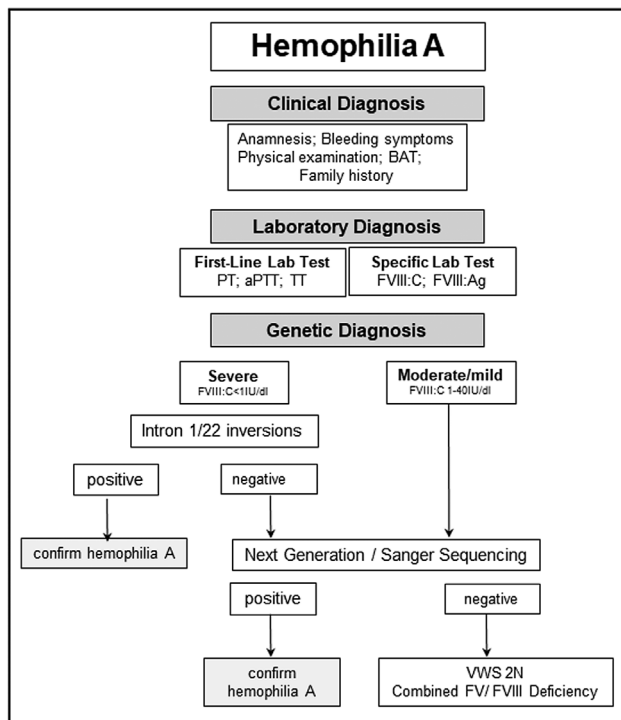 Hemophilia A
Clinical Diagnosis
Anamnesis; Bleeding symptoms
Physical examination; BAT;
Family history
Laboratory Diagnosis
First-Line Lab Test
PT; aPTT; TT
Specific Lab Test
FVIII:C; FVIII:Ag
Genetic Diagnosis
Severe
FVIII:C<1IU/dl
Moderate/mild
FVIII:C 1-40IU/dl
Intron 1/22 inversions
positive
negative
confirm hemophilia A
Next Generation / Sanger Sequencing
positive
negative
confirm
hemophilia A
VWS 2N
Combined FV/ FVIII Deficiency